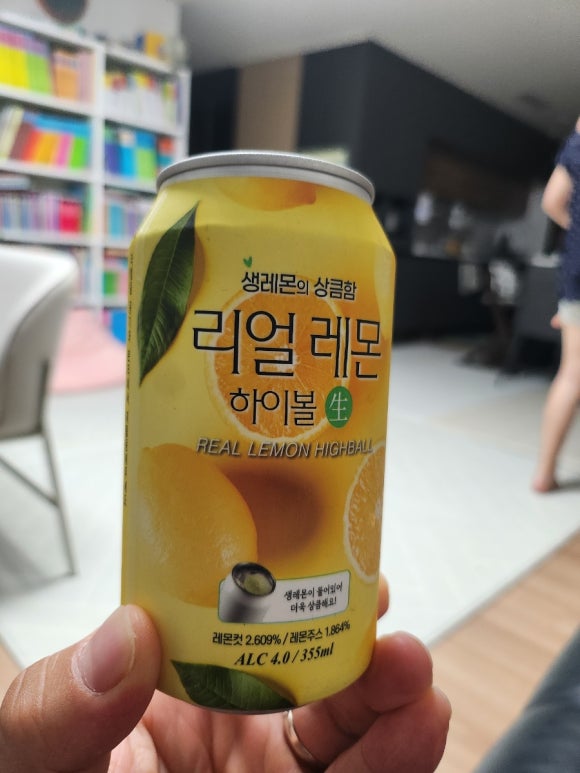 생레몬의 상큼함
리얼 레몬
하이볼 生
REAL LEMON HIGHBALL
생레몬이 들어있어
더욱 상큼해요!
레몬컷 2.609% / 레몬주스 1.864%
ALC 4.0 / 355ml